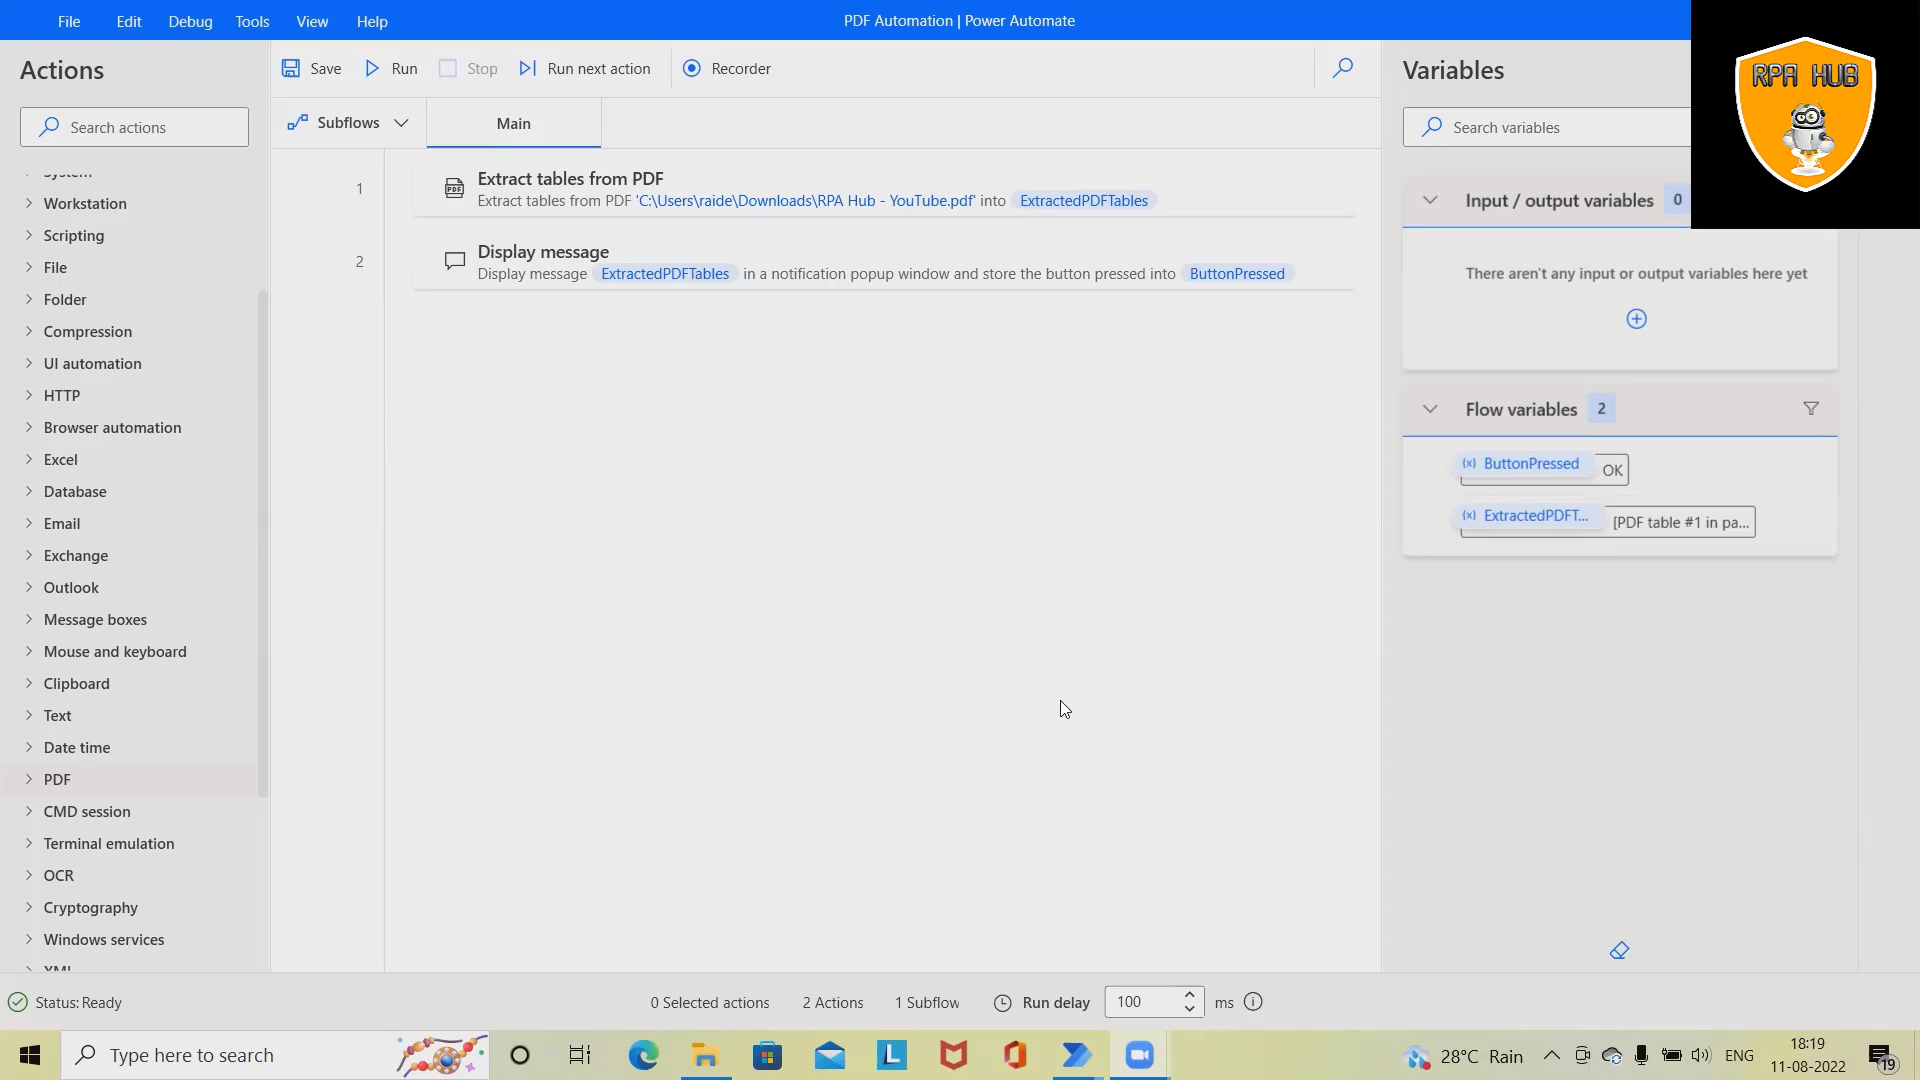 File Edit Debug Tools View Help
PDF Automation | Power Automate
RPA HUB
Actions
Search actions
System
Workstation
Scripting
File
Folder
Compression
UI automation
HTTP
Browser automation
Excel
Database
Email
Exchange
Outlook
Message boxes
Mouse and keyboard
Clipboard
Text
Date time
PDF
CMD session
Terminal emulation
OCR
Cryptography
Windows services
XML
Save Run Stop Run next action Recorder
Subflows Main
1 Extract tables from PDF
Extract tables from PDF 'C:\Users\raide\Downloads\RPA Hub - YouTube.pdf' into ExtractedPDFTables
2 Display message
Display message ExtractedPDFTables in a notification popup window and store the button pressed into ButtonPressed
Variables
Search variables
Input / output variables 0
There aren't any input or output variables here yet
Flow variables 2
(x) ButtonPressed OK
(x) ExtractedPDFT... [PDF table #1 in pa...
Status: Ready 0 Selected actions 2 Actions 1 Subflow Run delay 100 ms
Type here to search
28°C Rain ENG
18:19
11-08-2022
19